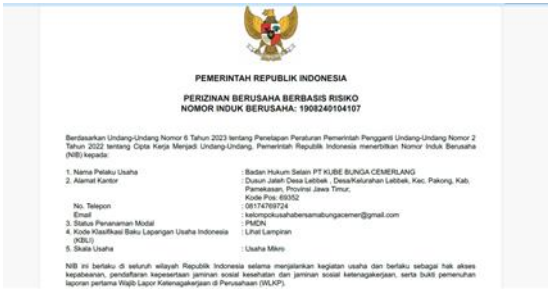 PEMERINTAH REPUBLIK INDONESIA
PERIZINAN BERUSAHA BERBASIS RISIKO
NOMOR INDUK BERUSAHA: 1908240104107
Berdasarkan Undang-Undang Nomor 6 Tahun 2023 tentang Penetapan Peraturan Pemerintah Pengganti Undang-Undang Nomor 2
Tahun 2022 tentang Cipta Kerja Menjadi Undang-Undang, Pemerintah Republik Indonesia menerbitkan Nomor Induk Berusaha
(NIB) kepada:
1. Nama Pelaku Usaha : Badan Hukum Selain PT KUBE BUNGA CEMERLANG
2. Alamat Kantor : Dusun Jateh Desa Lebbek , Desa/Kelurahan Lebbek, Kec. Pakong, Kab.
Pamekasan, Provinsi Jawa Timur,
Kode Pos: 69352
No. Telepon : 08174769724
Email : kelompokusahabersamabungacemer@gmail.com
3. Status Penanaman Modal : PMDN
4. Kode Klasifikasi Baku Lapangan Usaha Indonesia : Lihat Lampiran
(KBLI)
5. Skala Usaha : Usaha Mikro
NIB ini berlaku di seluruh wilayah Republik Indonesia selama menjalankan kegiatan usaha dan berlaku sebagai hak akses
kepabeanan, pendaftaran kepesertaan jaminan sosial kesehatan dan jaminan sosial ketenagakerjaan, serta bukti pemenuhan
laporan pertama Wajib Lapor Ketenagakerjaan di Perusahaan (WLKP).